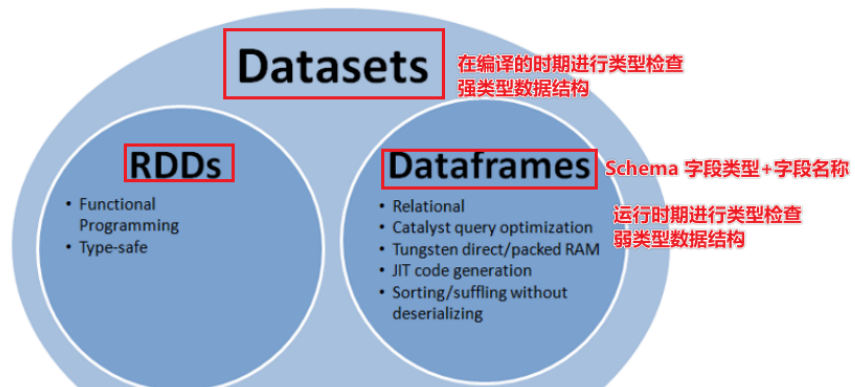 Datasets
在编译的时期进行类型检查
强类型数据结构
RDDs
• Functional
Programming
• Type-safe
Dataframes
Schema 字段类型+字段名称
• Relational
• Catalyst query optimization
• Tungsten direct/packed RAM
• JIT code generation
• Sorting/suffling without
deserializing
运行时期进行类型检查
弱类型数据结构